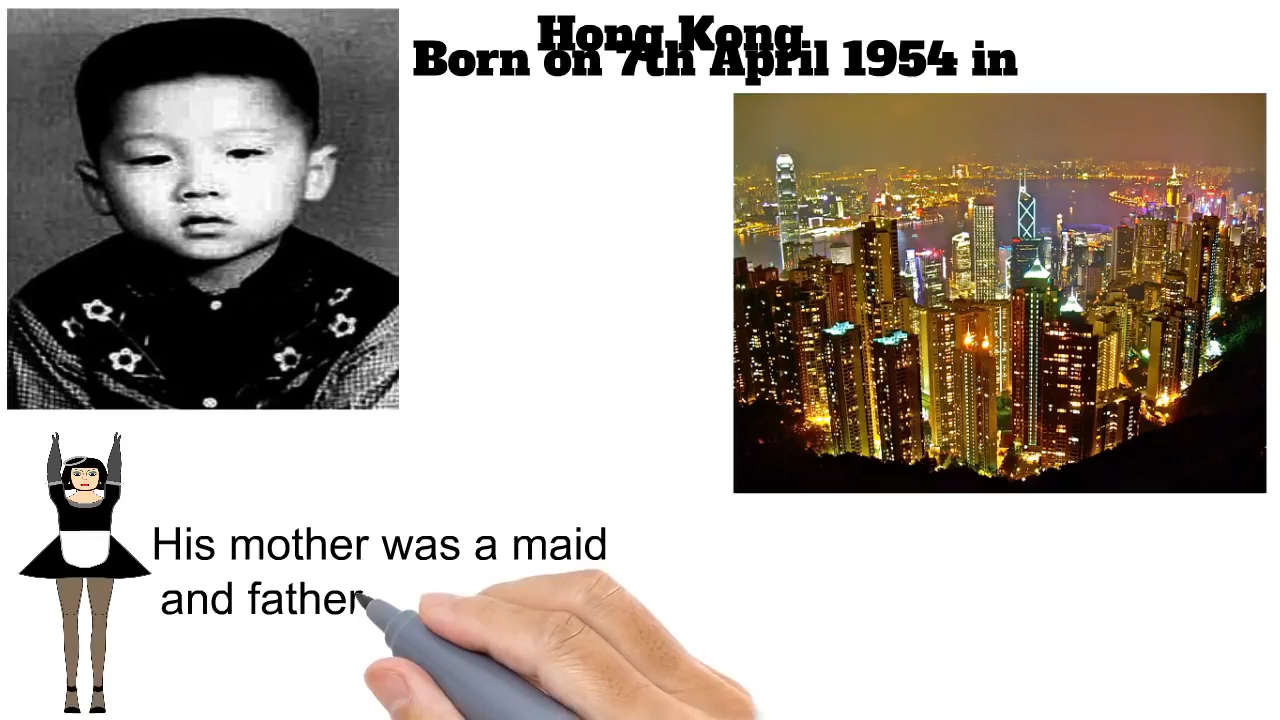 Hong Kong
Born on 7th April 1954 in
His mother was a maid
and father